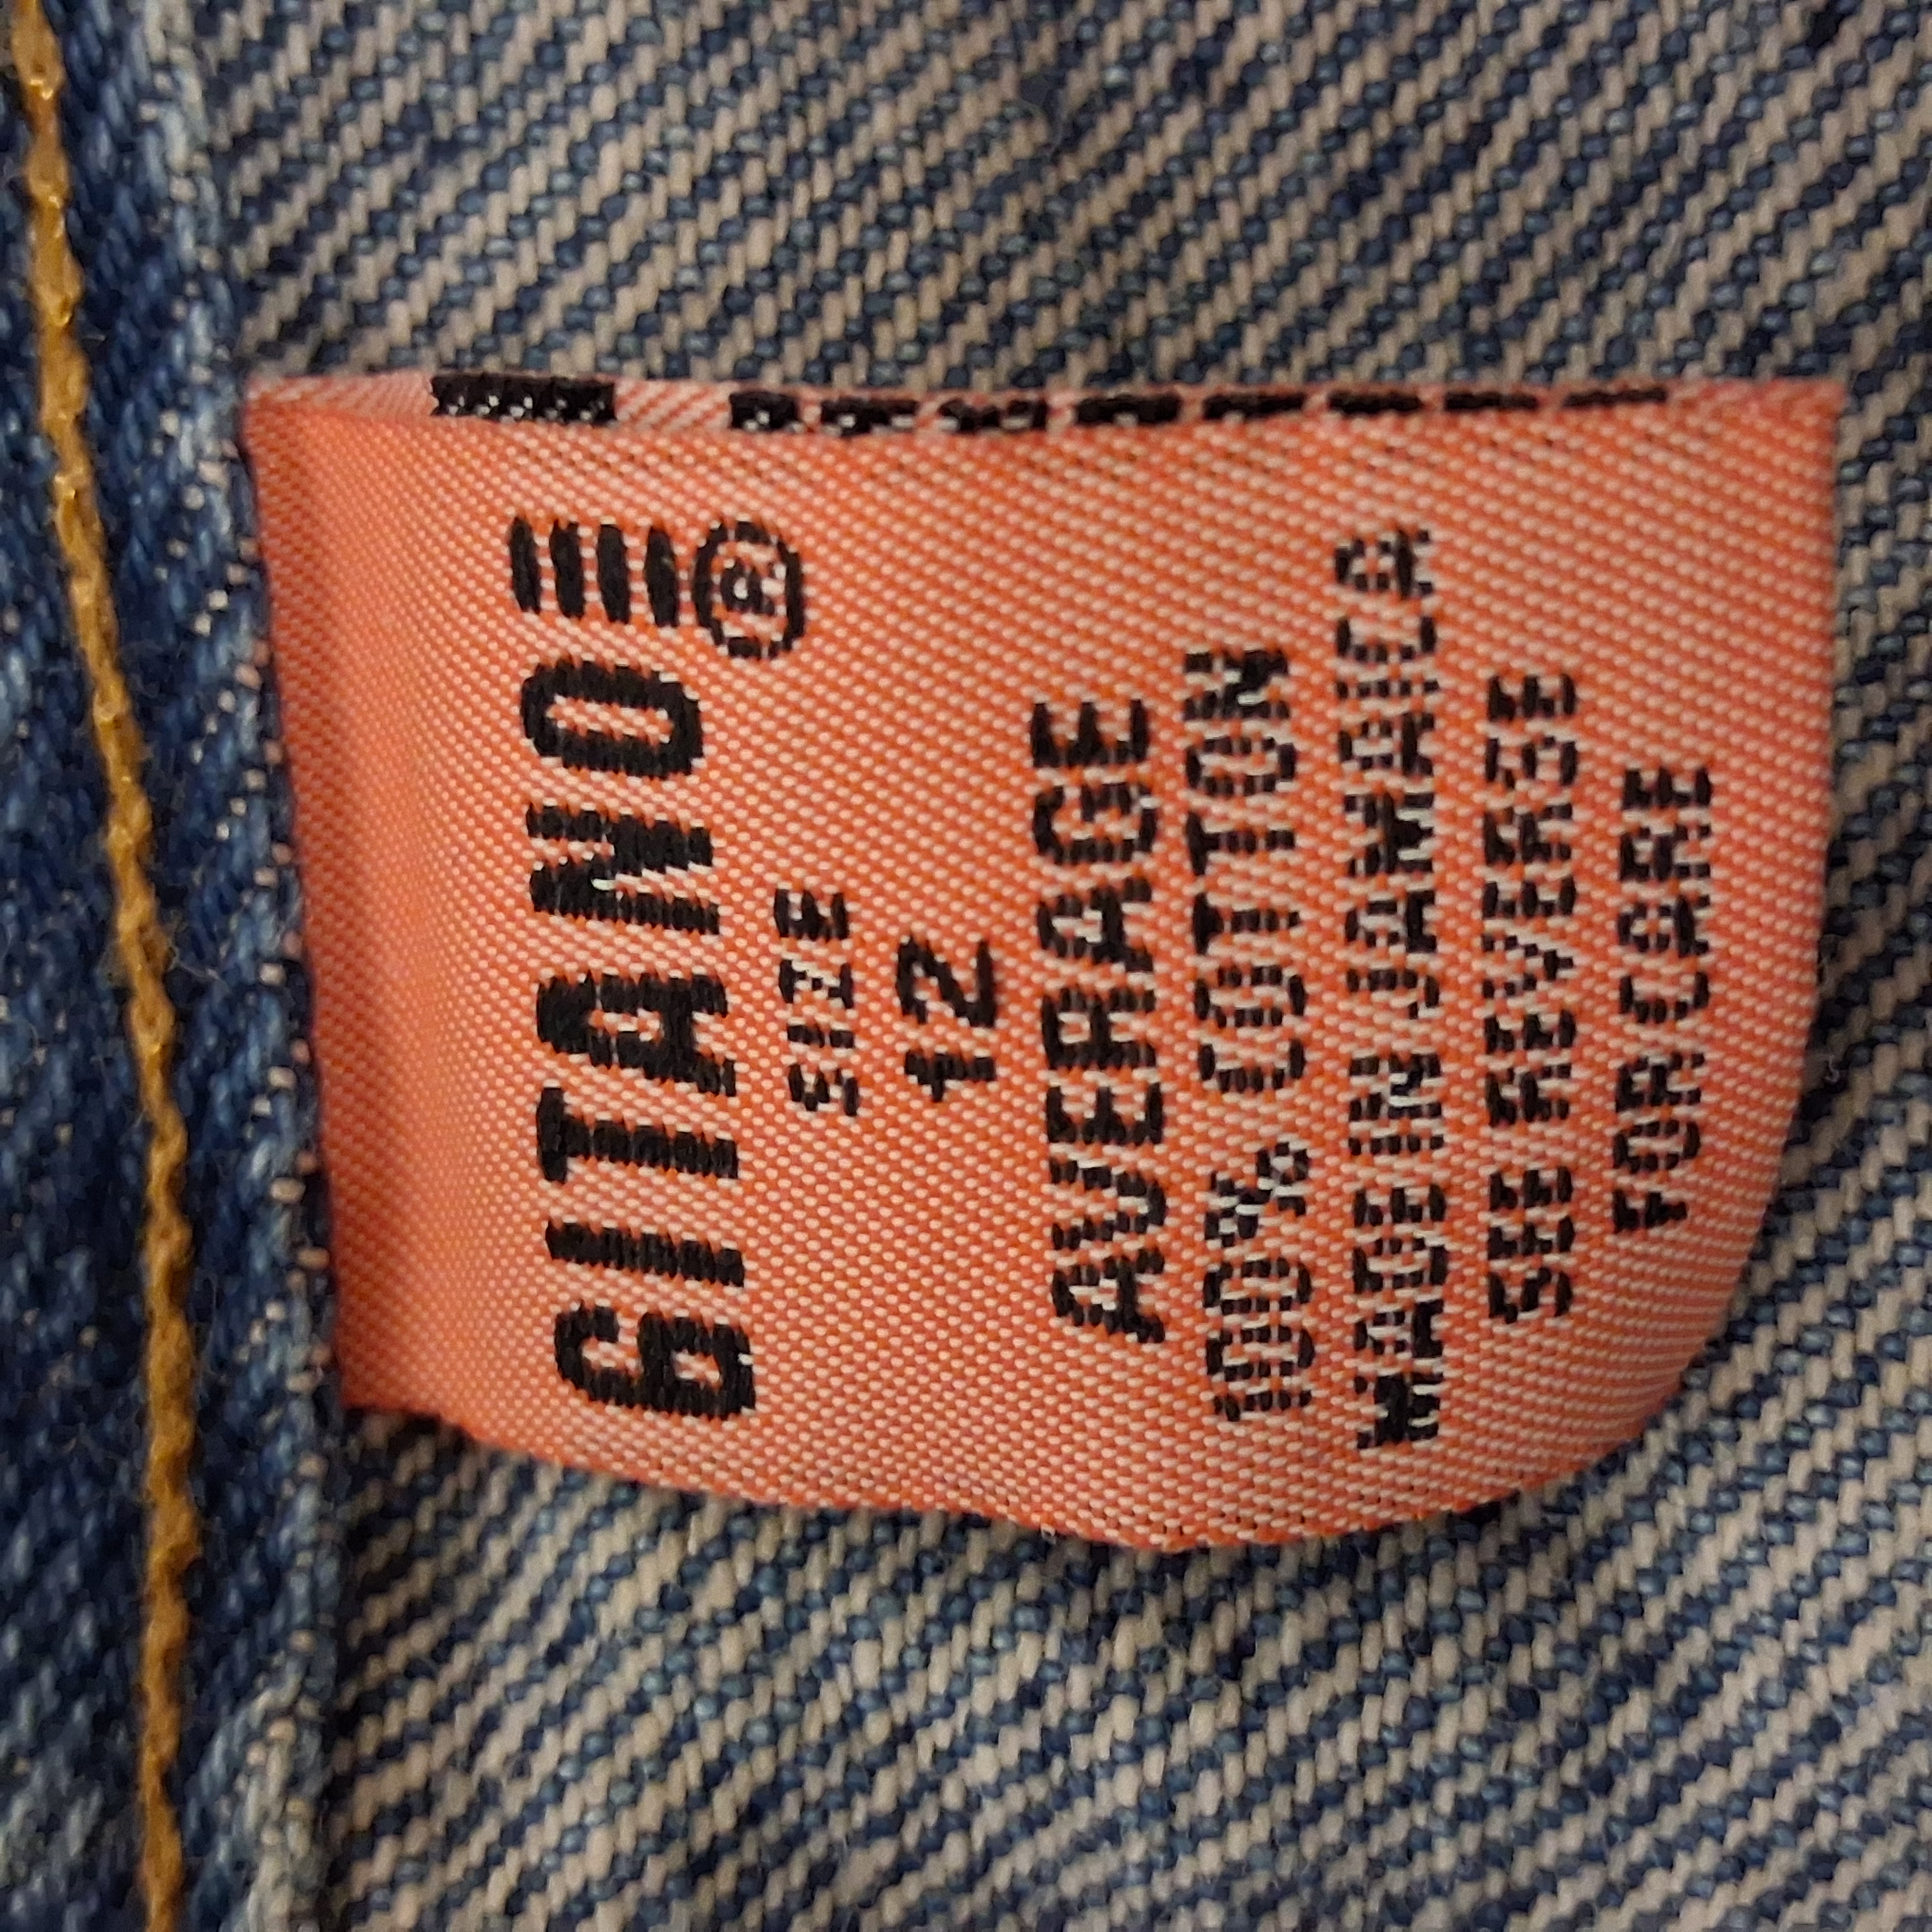 GITANO ®
SIZE
12
AVERAGE
100% COTTON
MADE IN JAMAICA
SEE REVERSE
FOR CARE